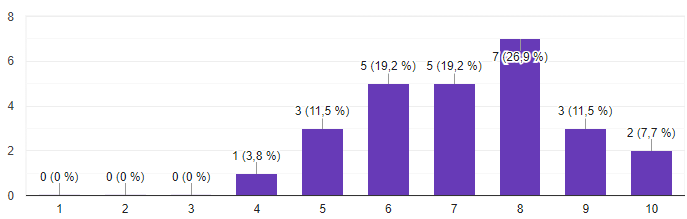 8
6
4
2
0
0 (0 %)
0 (0 %)
0 (0 %)
1 (3,8 %)
3 (11,5 %)
5 (19,2 %)
5 (19,2 %)
7 (26,9 %)
3 (11,5 %)
2 (7,7 %)
1 2 3 4 5 6 7 8 9 10